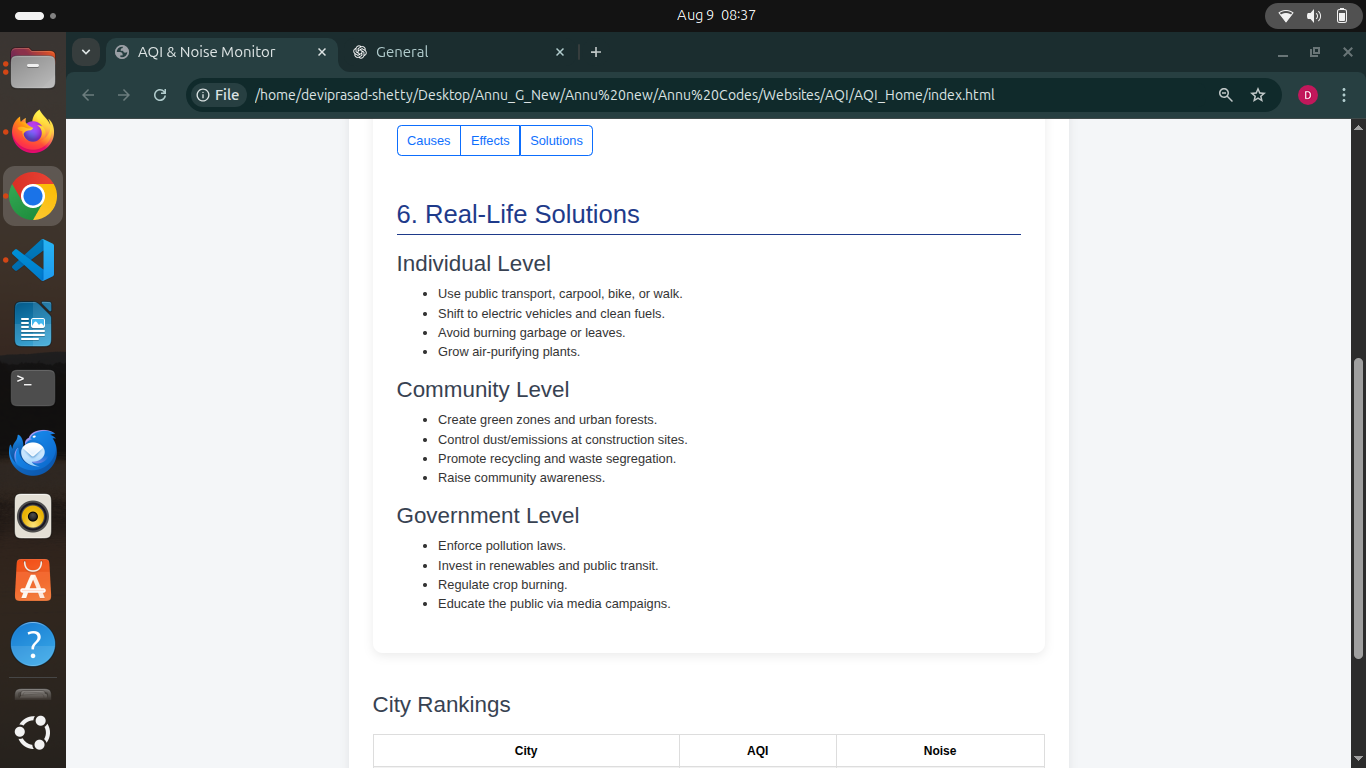 Aug 9 08:37
AQI & Noise Monitor
General
File
/home/deviprasad-shetty/Desktop/Annu_G_New/Annu%20new/Annu%20Codes/Websites/AQI/AQI_Home/index.html
D
Causes
Effects
Solutions
6. Real-Life Solutions
Individual Level
Use public transport, carpool, bike, or walk.
Shift to electric vehicles and clean fuels.
Avoid burning garbage or leaves.
Grow air-purifying plants.
Community Level
Create green zones and urban forests.
Control dust/emissions at construction sites.
Promote recycling and waste segregation.
Raise community awareness.
Government Level
Enforce pollution laws.
Invest in renewables and public transit.
Regulate crop burning.
Educate the public via media campaigns.
City Rankings
City
AQI
Noise